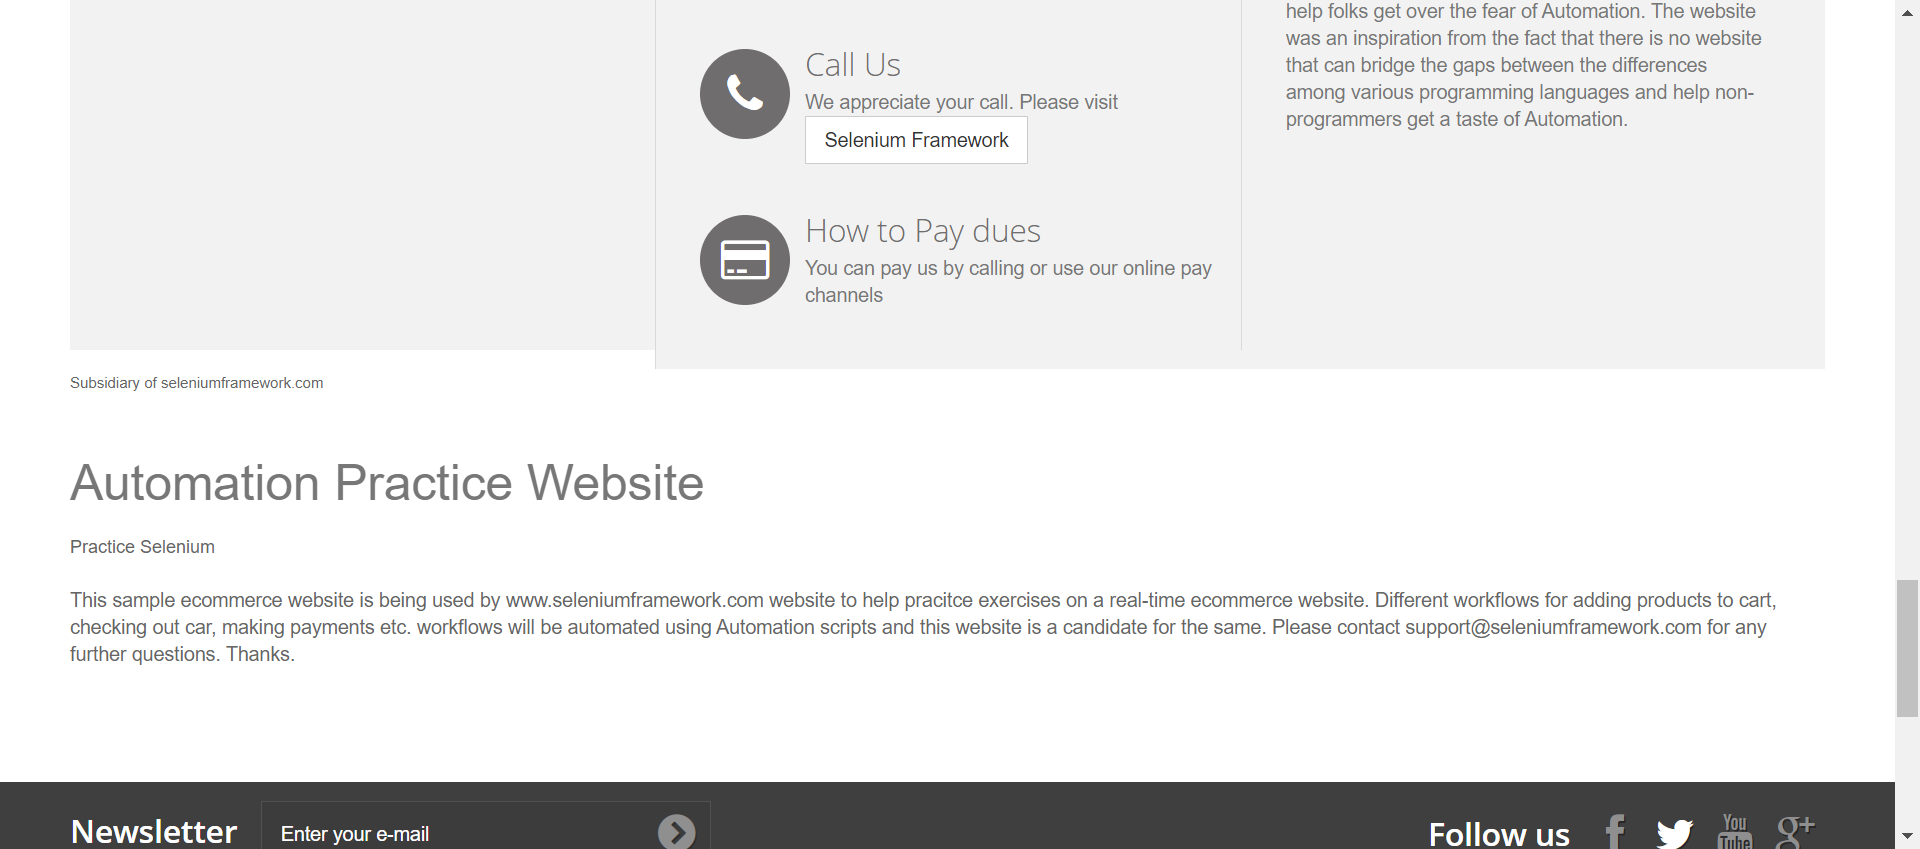 help folks get over the fear of Automation. The website
was an inspiration from the fact that there is no website
that can bridge the gaps between the differences
among various programming languages and help non-
programmers get a taste of Automation.
Call Us
We appreciate your call. Please visit
Selenium Framework
How to Pay dues
You can pay us by calling or use our online pay
channels
Subsidiary of seleniumframework.com
Automation Practice Website
Practice Selenium
This sample ecommerce website is being used by www.seleniumframework.com website to help pracitce exercises on a real-time ecommerce website. Different workflows for adding products to cart,
checking out car, making payments etc. workflows will be automated using Automation scripts and this website is a candidate for the same. Please contact support@seleniumframework.com for any
further questions. Thanks.
Newsletter
Enter your e-mail
Follow us
f
You
Tube
g+